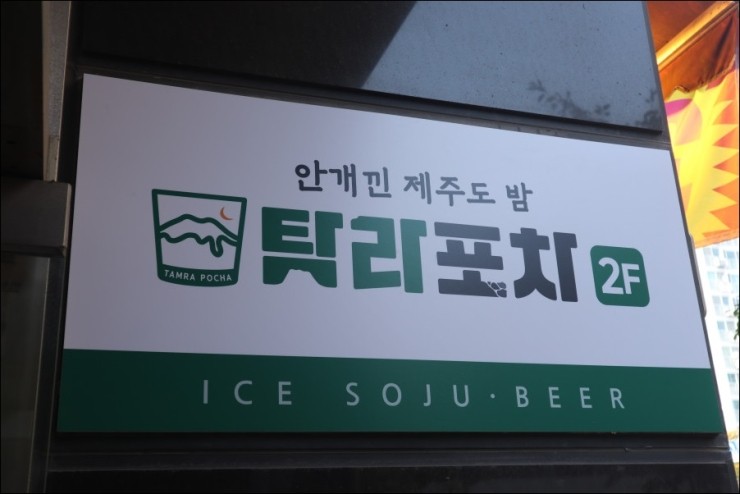 안개낀 제주도 밤
TAMRA POCHA
탐라포차 2F
ICE SOJU · BEER